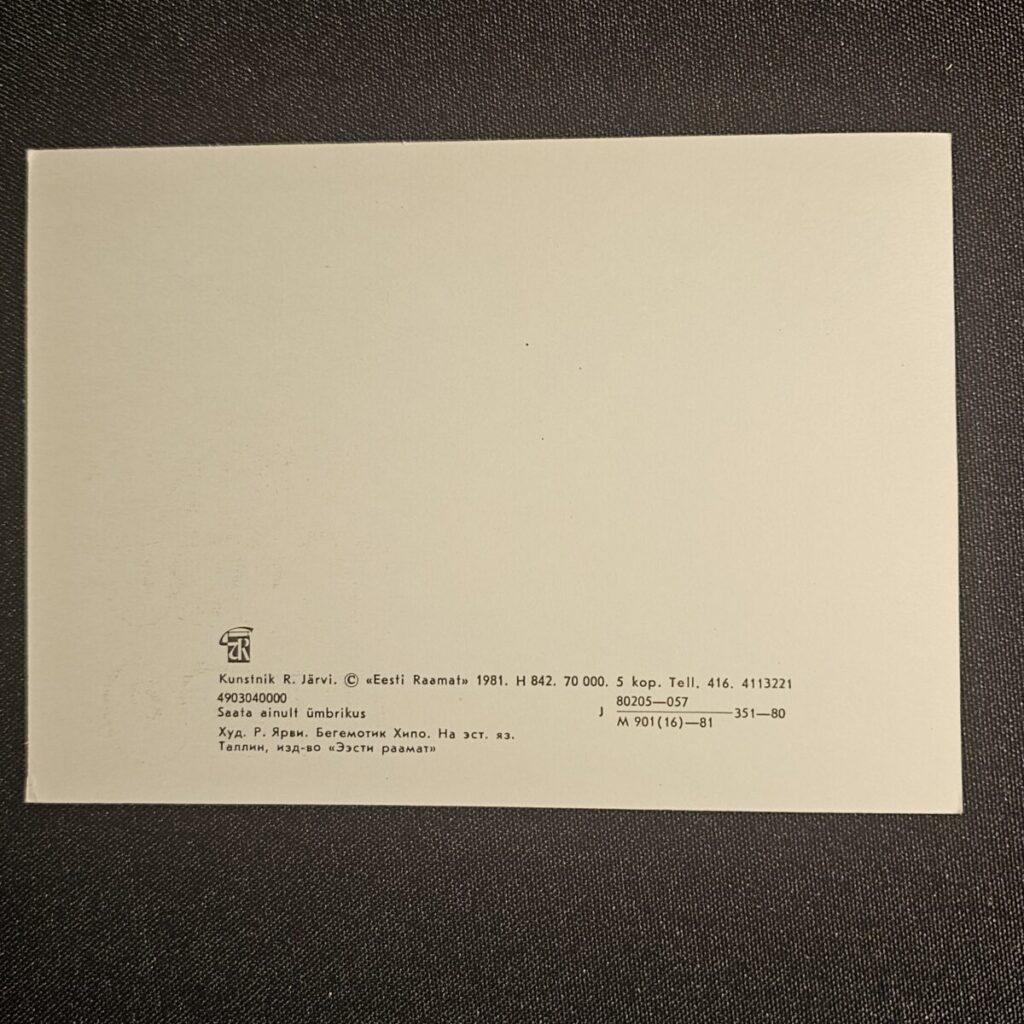 ER
Kunstnik R. Järvi. © «Eesti Raamat» 1981. H 842. 70 000. 5 kop. Tell. 416. 4113221
4903040000
Saata ainult ümbrikus
J 80205—057
M 901(16)—81 —351—80
Худ. Р. Ярви. Бегемотик Хипо. На эст. яз.
Таллин, изд-во «Ээсти раамат»